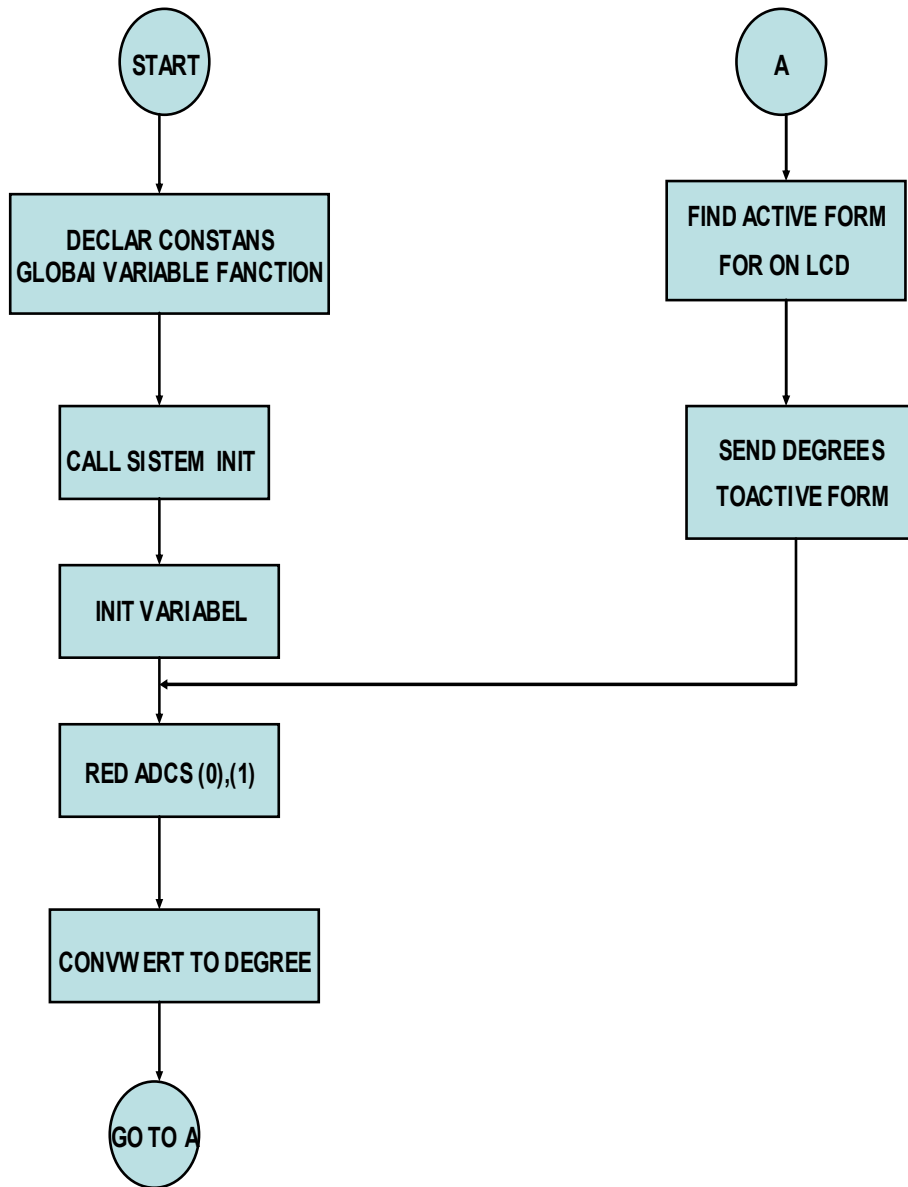 START
DECLAR CONSTANS
GLOBAI VARIABLE FANCTION
CALL SISTEM INIT
INIT VARIABEL
RED ADCS (0),(1)
CONVWERT TO DEGREE
GO TO A
A
FIND ACTIVE FORM
FOR ON LCD
SEND DEGREES
TOACTIVE FORM